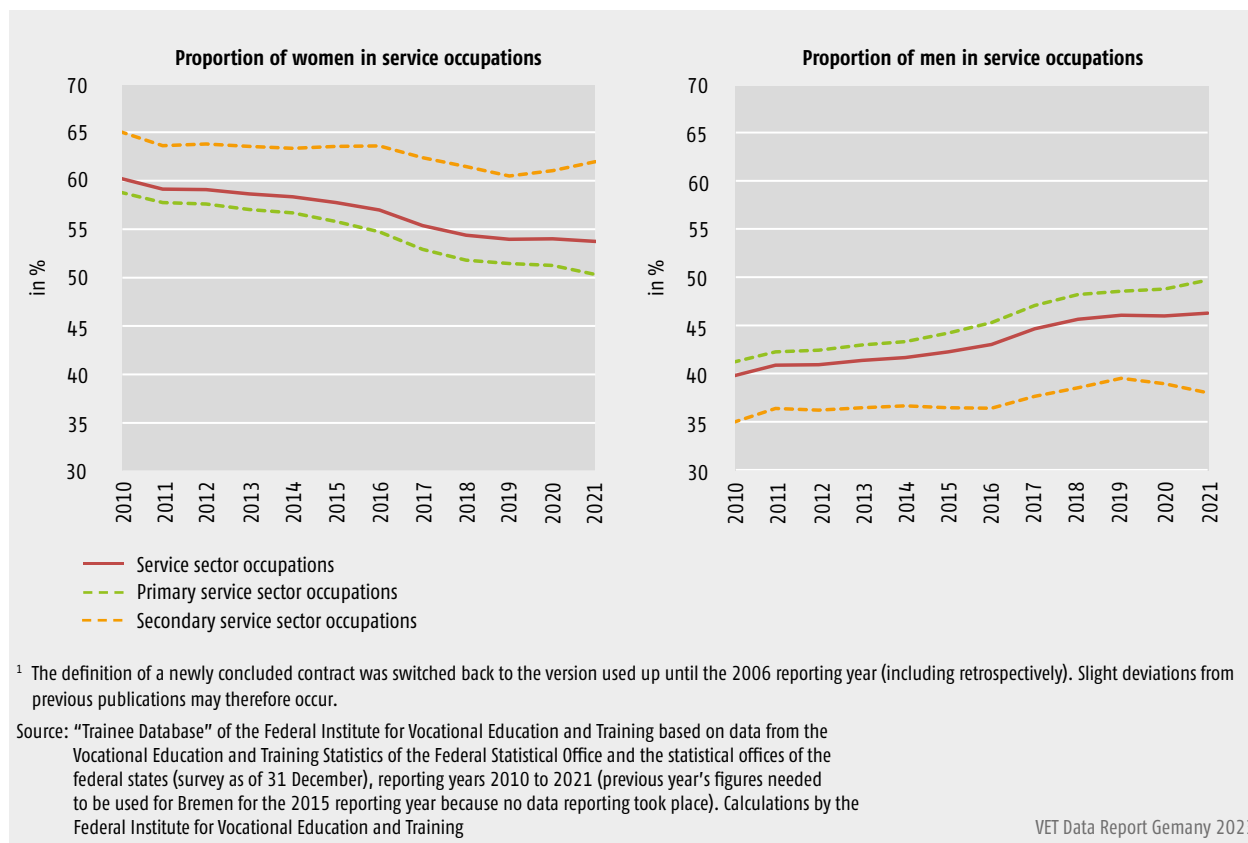 Proportion of women in service occupations
70
65
60
55
50
45
40
35
30
in %
2010
2011
2012
2013
2014
2015
2016
2017
2018
2019
2020
2021
Proportion of men in service occupations
70
65
60
55
50
45
40
35
30
in %
2010
2011
2012
2013
2014
2015
2016
2017
2018
2019
2020
2021
Service sector occupations
Primary service sector occupations
Secondary service sector occupations
1 The definition of a newly concluded contract was switched back to the version used up until the 2006 reporting year (including retrospectively). Slight deviations from
previous publications may therefore occur.
Source: “Trainee Database” of the Federal Institute for Vocational Education and Training based on data from the
Vocational Education and Training Statistics of the Federal Statistical Office and the statistical offices of the
federal states (survey as of 31 December), reporting years 2010 to 2021 (previous year’s figures needed
to be used for Bremen for the 2015 reporting year because no data reporting took place). Calculations by the
Federal Institute for Vocational Education and Training
VET Data Report Gemany